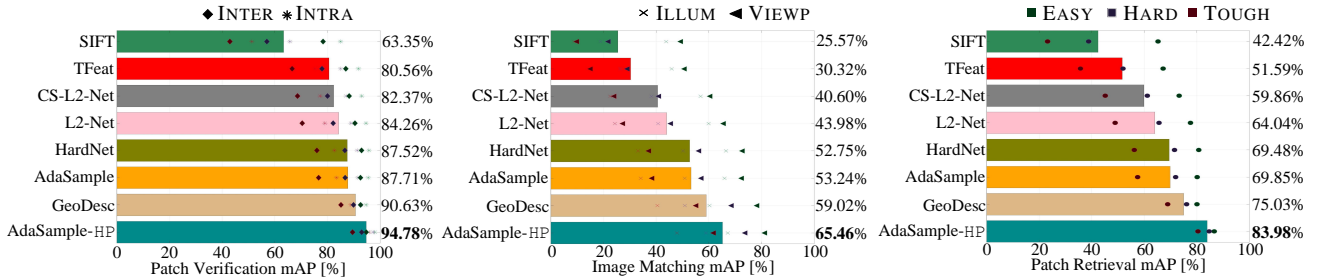 INTER INTRA
SIFT 63.35%
TFeat 80.56%
CS-L2-Net 82.37%
L2-Net 84.26%
HardNet 87.52%
AdaSample 87.71%
GeoDesc 90.63%
AdaSample-HP 94.78%
0 20 40 60 80 100
Patch Verification mAP [%]
ILLUM VIEWP
SIFT 25.57%
TFeat 30.32%
CS-L2-Net 40.60%
L2-Net 43.98%
HardNet 52.75%
AdaSample 53.24%
GeoDesc 59.02%
AdaSample-HP 65.46%
0 20 40 60 80 100
Image Matching mAP [%]
EASY HARD TOUGH
SIFT 42.42%
TFeat 51.59%
CS-L2-Net 59.86%
L2-Net 64.04%
HardNet 69.48%
AdaSample 69.85%
GeoDesc 75.03%
AdaSample-HP 83.98%
0 20 40 60 80 100
Patch Retrieval mAP [%]